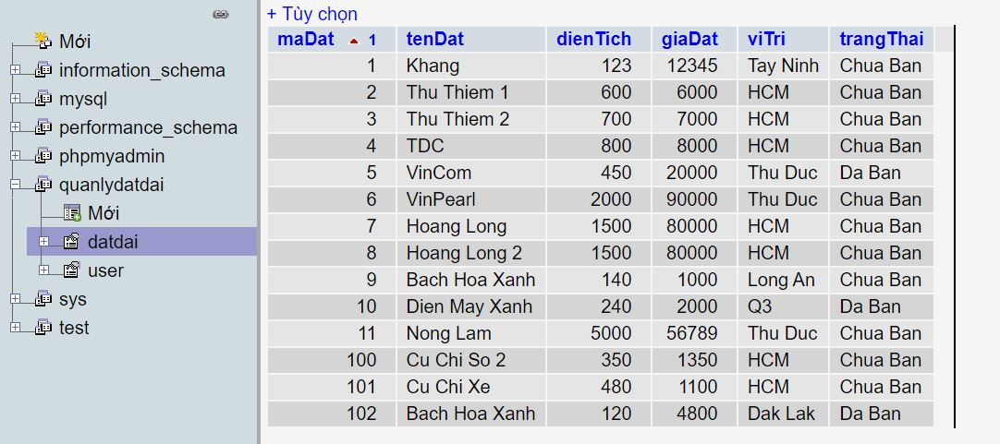 Mới
information_schema
mysql
performance_schema
phpmyadmin
quanlydatdai
Mới
datdai
user
sys
test
+ Tùy chọn
maDat 1 tenDat dienTich giaDat viTri trangThai
1 Khang 123 12345 Tay Ninh Chua Ban
2 Thu Thiem 1 600 6000 HCM Chua Ban
3 Thu Thiem 2 700 7000 HCM Chua Ban
4 TDC 800 8000 HCM Chua Ban
5 VinCom 450 20000 Thu Duc Da Ban
6 VinPearl 2000 90000 Thu Duc Chua Ban
7 Hoang Long 1500 80000 HCM Chua Ban
8 Hoang Long 2 1500 80000 HCM Chua Ban
9 Bach Hoa Xanh 140 1000 Long An Chua Ban
10 Dien May Xanh 240 2000 Q3 Da Ban
11 Nong Lam 5000 56789 Thu Duc Chua Ban
100 Cu Chi So 2 350 1350 HCM Chua Ban
101 Cu Chi Xe 480 1100 HCM Chua Ban
102 Bach Hoa Xanh 120 4800 Dak Lak Da Ban